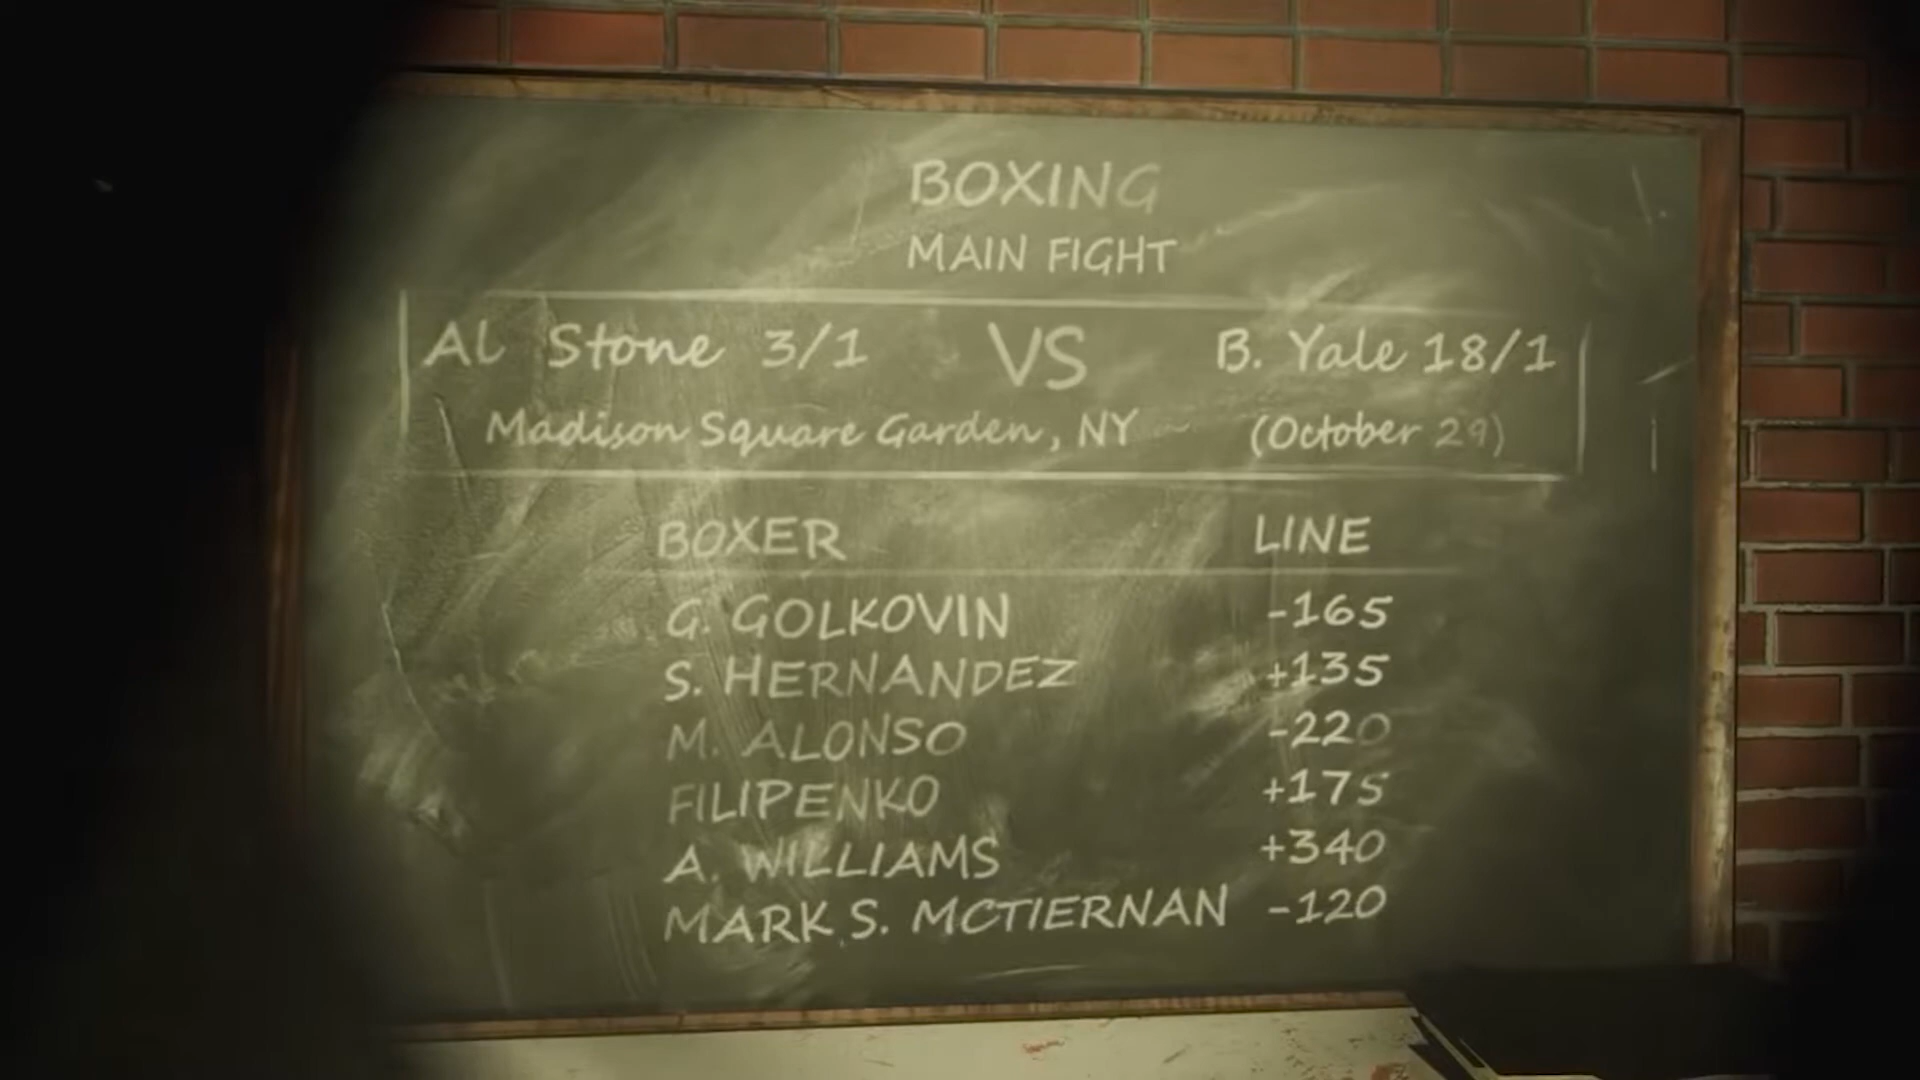 BOXING
MAIN FIGHT
Al Stone 3/1 VS B. Yale 18/1
Madison Square Garden, NY (October 29)
BOXER LINE
G. GOLKOVIN -165
S. HERNANDEZ +135
M. ALONSO -220
FILIPENKO +175
A. WILLIAMS +340
MARK S. MCTIERNAN -120